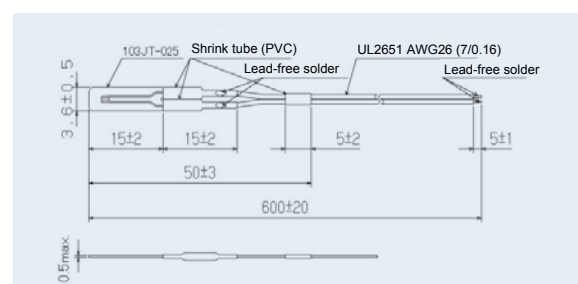 103JT-025
Shrink tube (PVC)
UL2651 AWG26 (7/0.16)
Lead-free solder
Lead-free solder
3.6±0.5
15±2
15±2
5±2
5±1
50±3
600±20
0.5max.